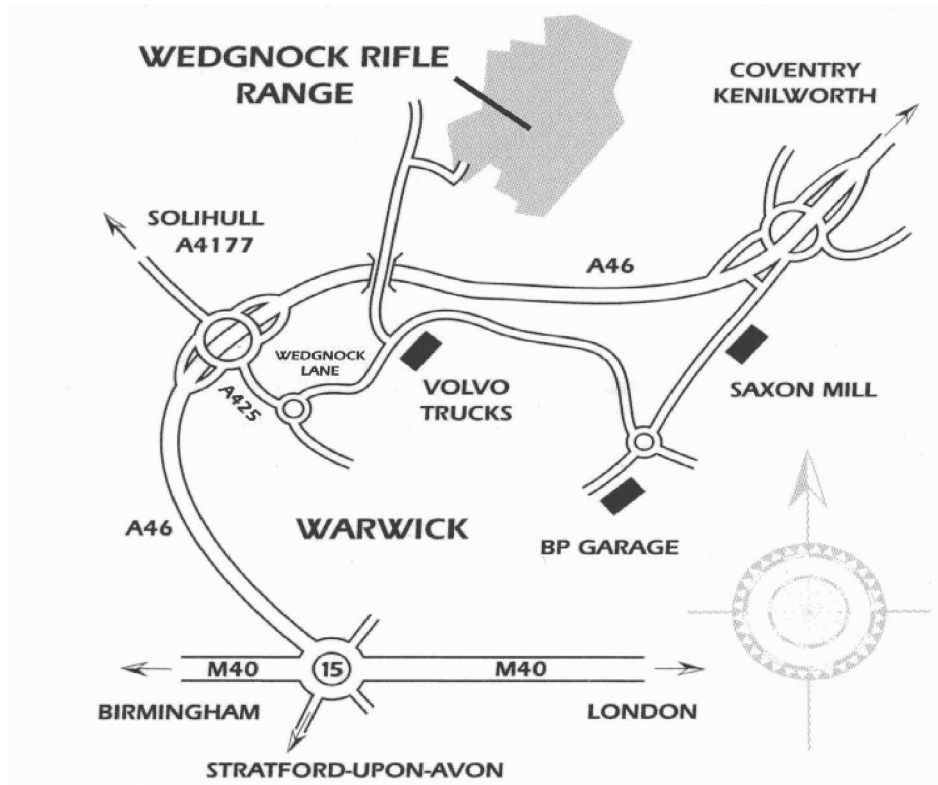 WEDGNOCK RIFLE
RANGE
COVENTRY
KENILWORTH
SOLIHULL
A4177
A46
WEDGNOCK
LANE
VOLVO
TRUCKS
SAXON MILL
A425
A46
WARWICK
BP GARAGE
M40
15
M40
BIRMINGHAM
LONDON
STRATFORD-UPON-AVON